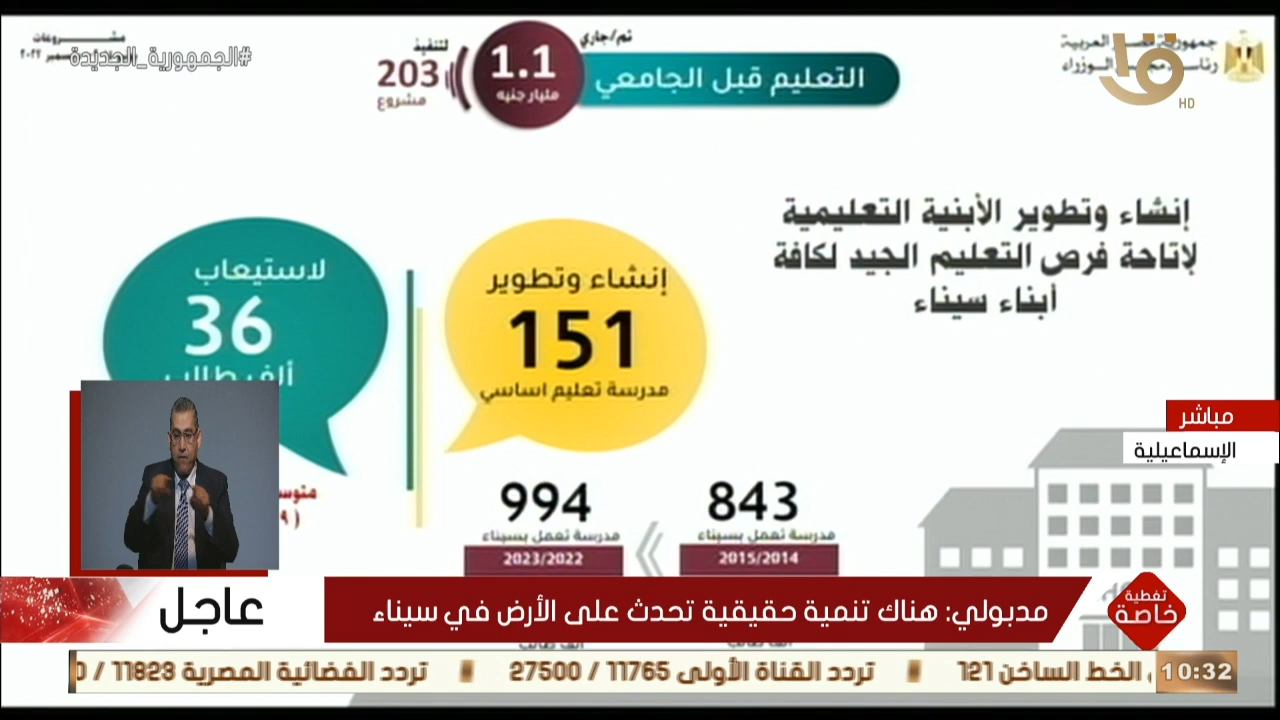 #الجمهورية_الجديدة
HD
تم/جاري
لتنفيذ
التعليم قبل الجامعي
1.1
مليار جنيه
203
مشروع
إنشاء وتطوير الأبنية التعليمية
لإتاحة فرص التعليم الجيد لكافة
أبناء سيناء
إنشاء وتطوير
151
مدرسة تعليم اساسي
لاستيعاب
36
ألف طالب
843
مدرسة تعمل بسيناء
2015/2014
994
مدرسة تعمل بسيناء
2023/2022
مباشر
الإسماعيلية
تغطية
خاصة
مدبولي: هناك تنمية حقيقية تحدث على الأرض في سيناء
عاجل
10:32
الخط الساخن 121
تردد القناة الأولى 11765 / 27500
تردد الفضائية المصرية 11823 /